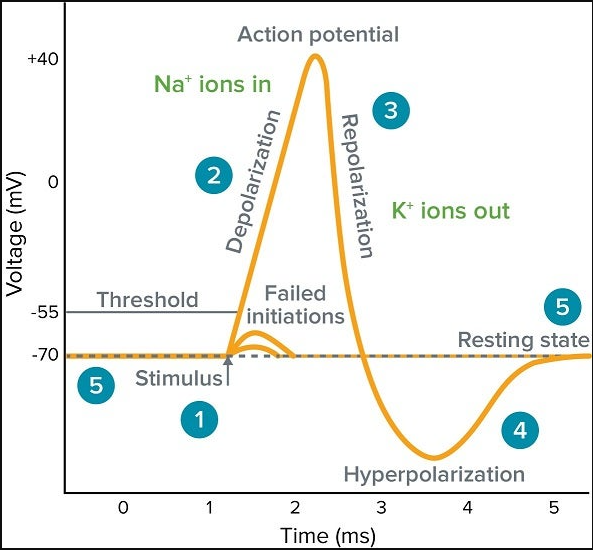 Action potential
+40
Na⁺ ions in
3
Depolarization
Repolarization
2
0
K⁺ ions out
Voltage (mV)
Threshold
Failed
initiations
5
-55
Resting state
-70
5
Stimulus
1
4
Hyperpolarization
0 1 2 3 4 5
Time (ms)